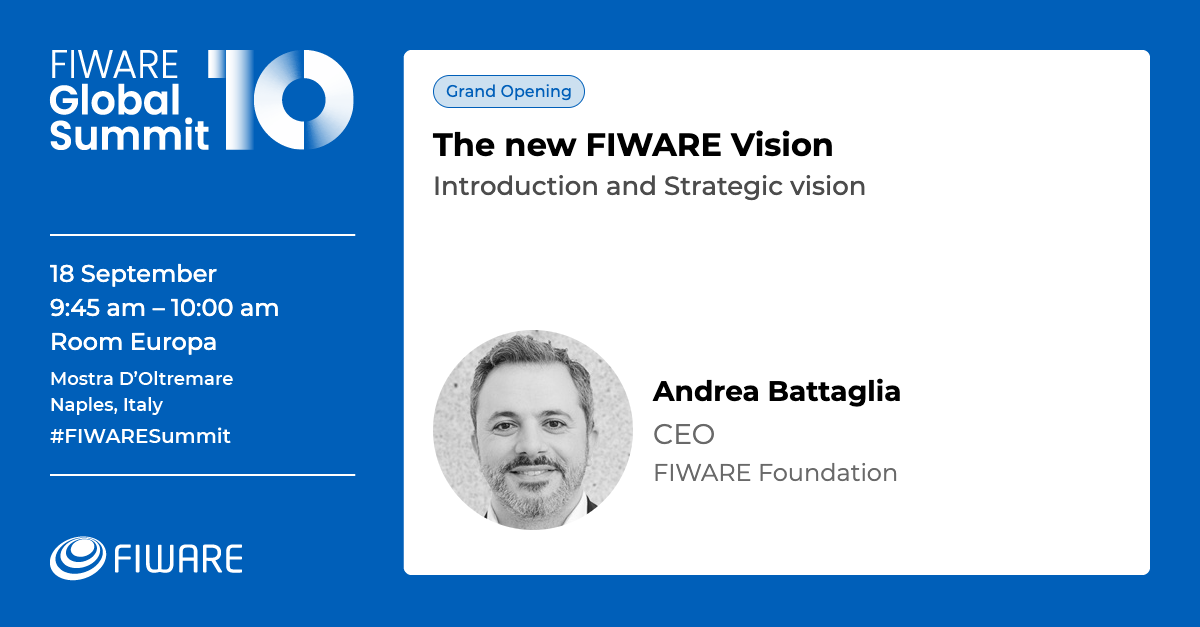 FIWARE
Global
Summit 10
18 September
9:45 am – 10:00 am
Room Europa
Mostra D’Oltremare
Naples, Italy
#FIWARESummit
FIWARE
Grand Opening
The new FIWARE Vision
Introduction and Strategic vision
Andrea Battaglia
CEO
FIWARE Foundation